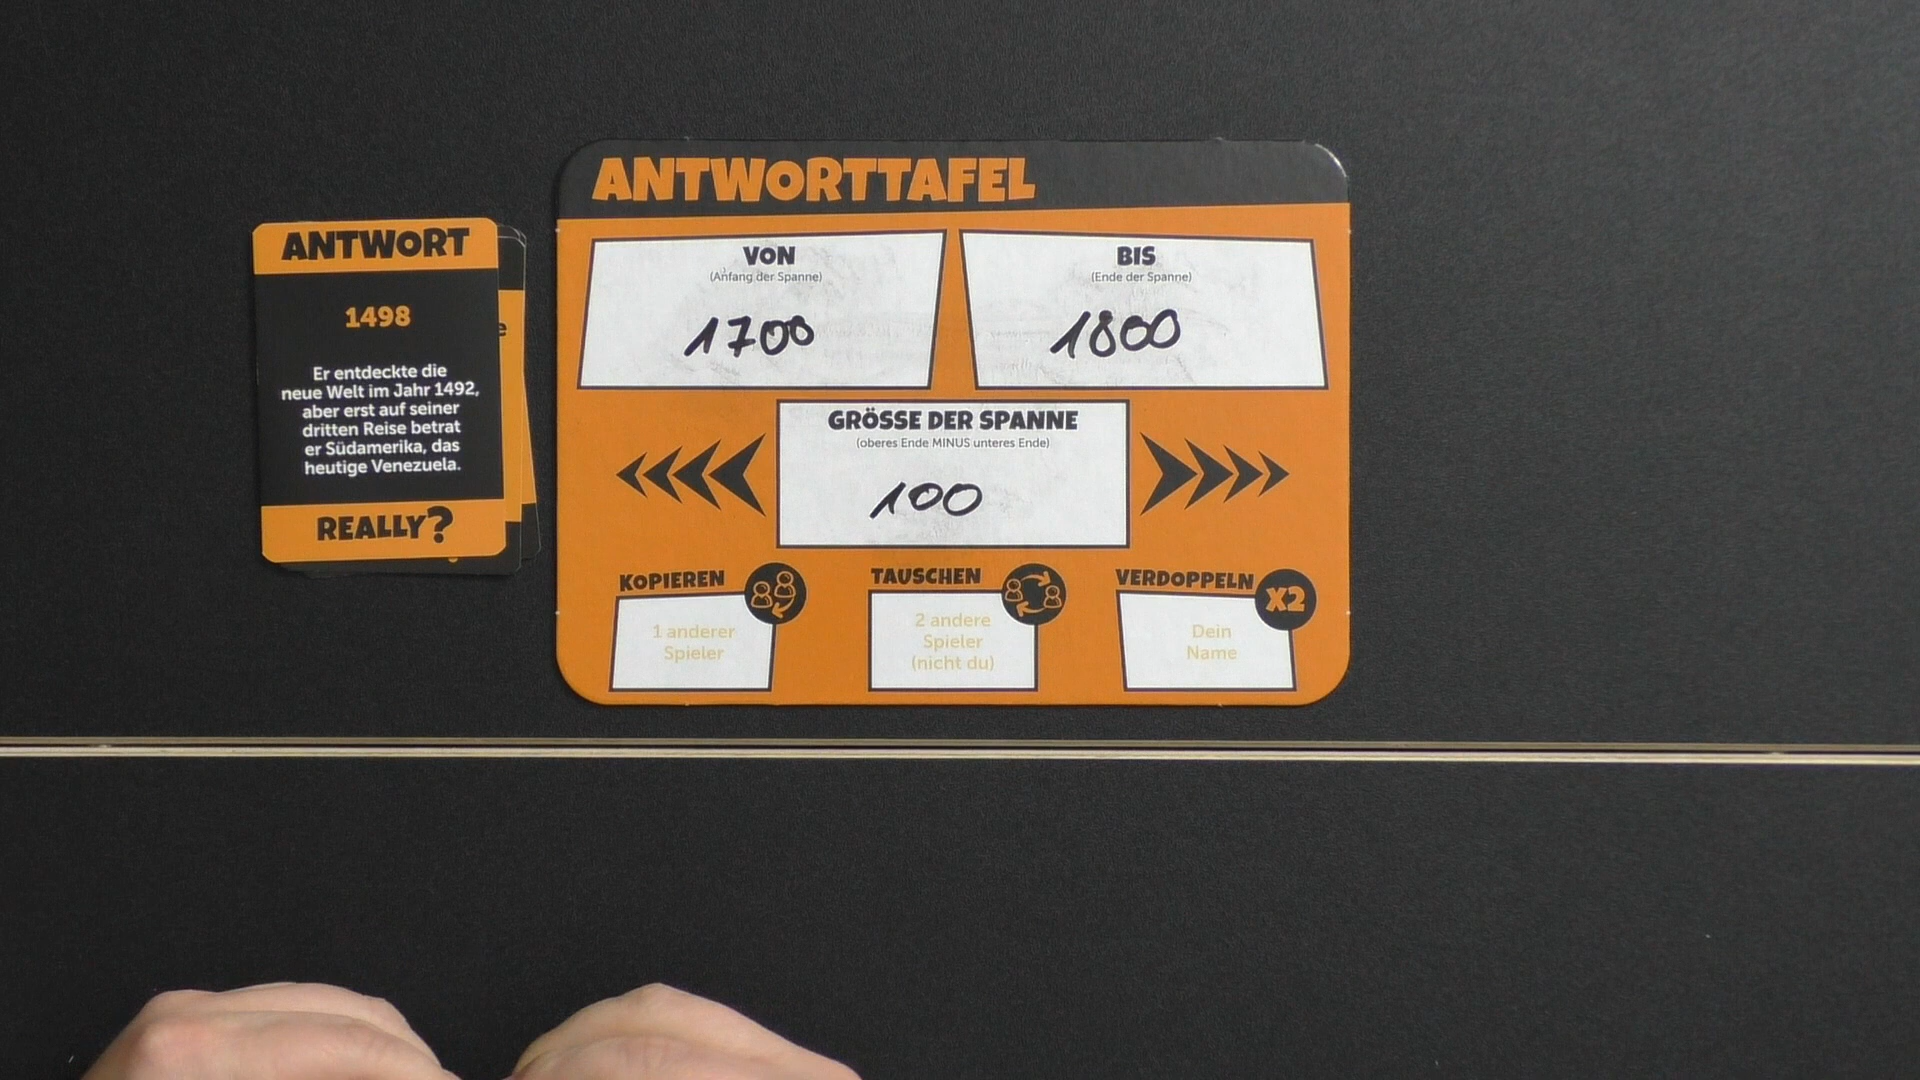 ANTWORT
1498
Er entdeckte die
neue Welt im Jahr 1492,
aber erst auf seiner
dritten Reise betrat
er Südamerika, das
heutige Venezuela.
REALLY?
e
ANTWORTTAFEL
VON
(Anfang der Spanne)
1700
BIS
(Ende der Spanne)
1800
GRÖSSE DER SPANNE
(oberes Ende MINUS unteres Ende)
100
KOPIEREN
1 anderer
Spieler
TAUSCHEN
2 andere
Spieler
(nicht du)
VERDOPPELN
X2
Dein
Name